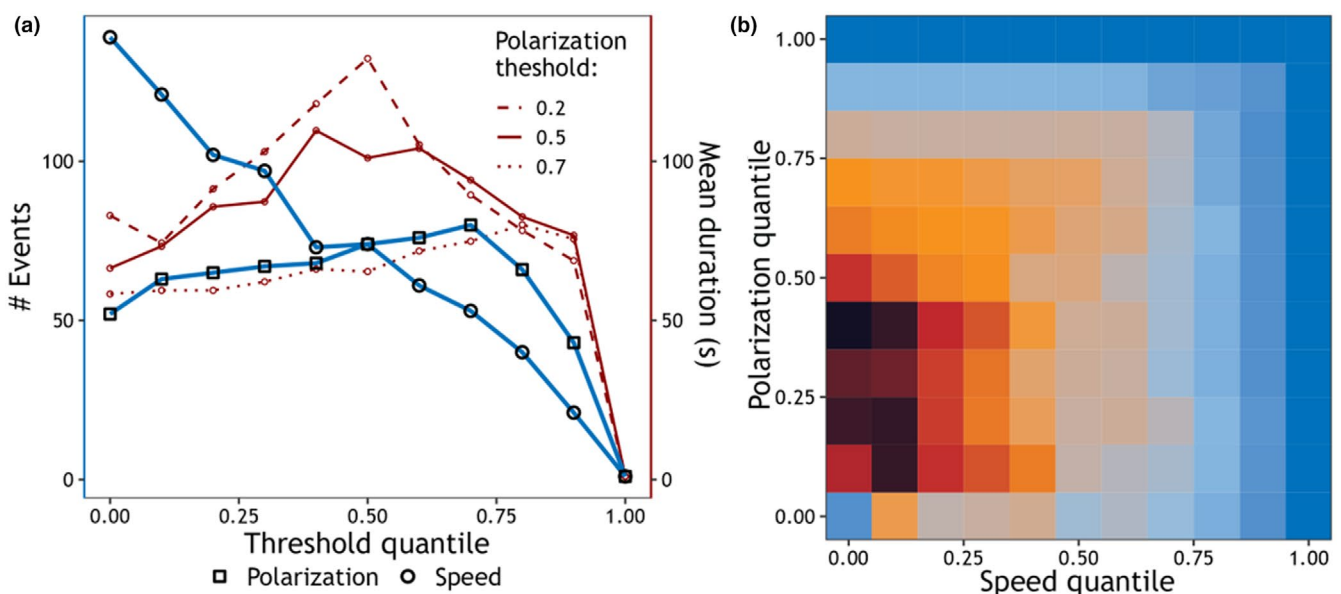 (a)
Polarization
theshold:
0.2
0.5
0.7
# Events
100
50
0
Mean duration (s)
100
50
0
0.00 0.25 0.50 0.75 1.00
Threshold quantile
Polarization Speed
(b)
Polarization quantile
1.00
0.75
0.50
0.25
0.00
0.00 0.25 0.50 0.75 1.00
Speed quantile